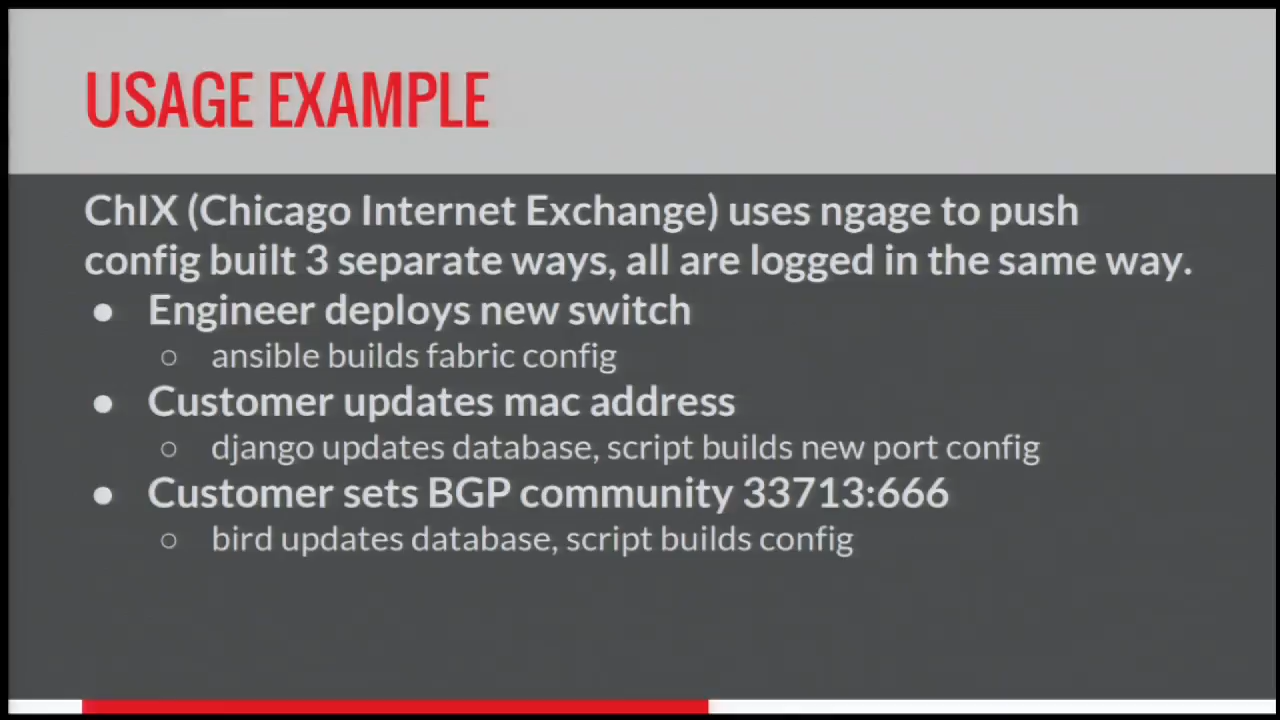 USAGE EXAMPLE
ChIX (Chicago Internet Exchange) uses ngage to push
config built 3 separate ways, all are logged in the same way.
● Engineer deploys new switch
○ ansible builds fabric config
● Customer updates mac address
○ django updates database, script builds new port config
● Customer sets BGP community 33713:666
○ bird updates database, script builds config